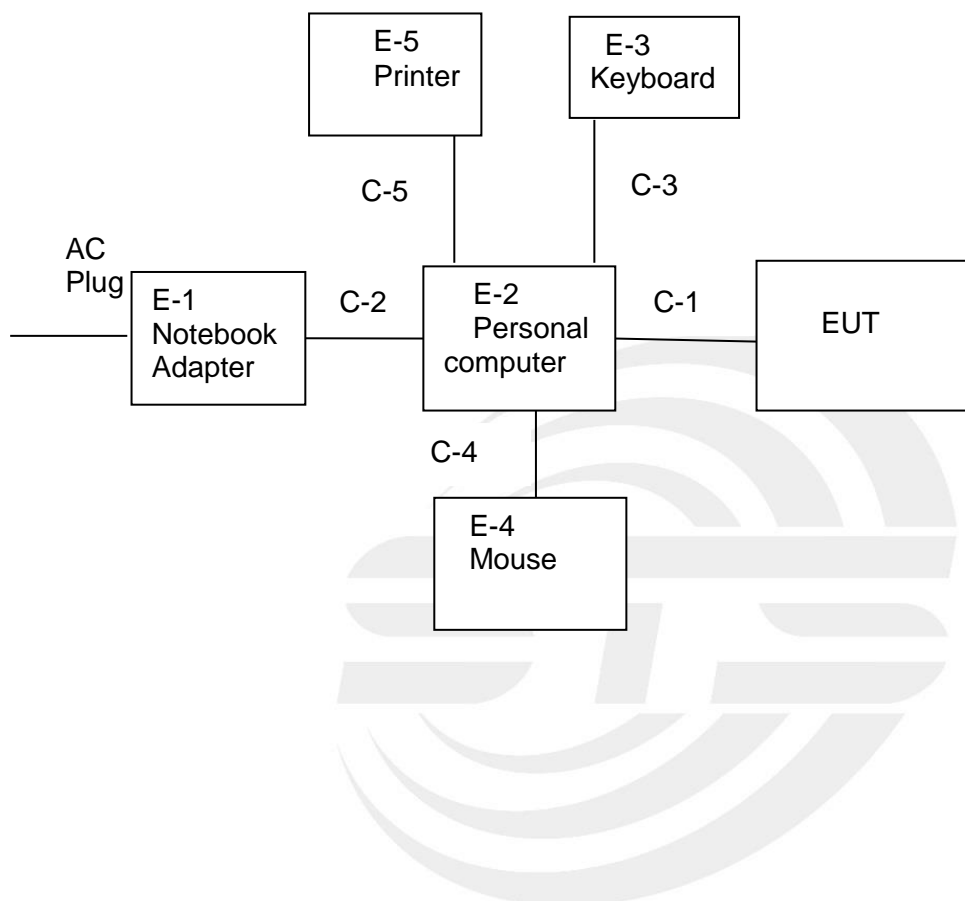 E-5
Printer
E-3
Keyboard
C-5
C-3
AC
Plug
E-1
Notebook
Adapter
C-2
E-2
Personal
computer
C-1
EUT
C-4
E-4
Mouse
STS